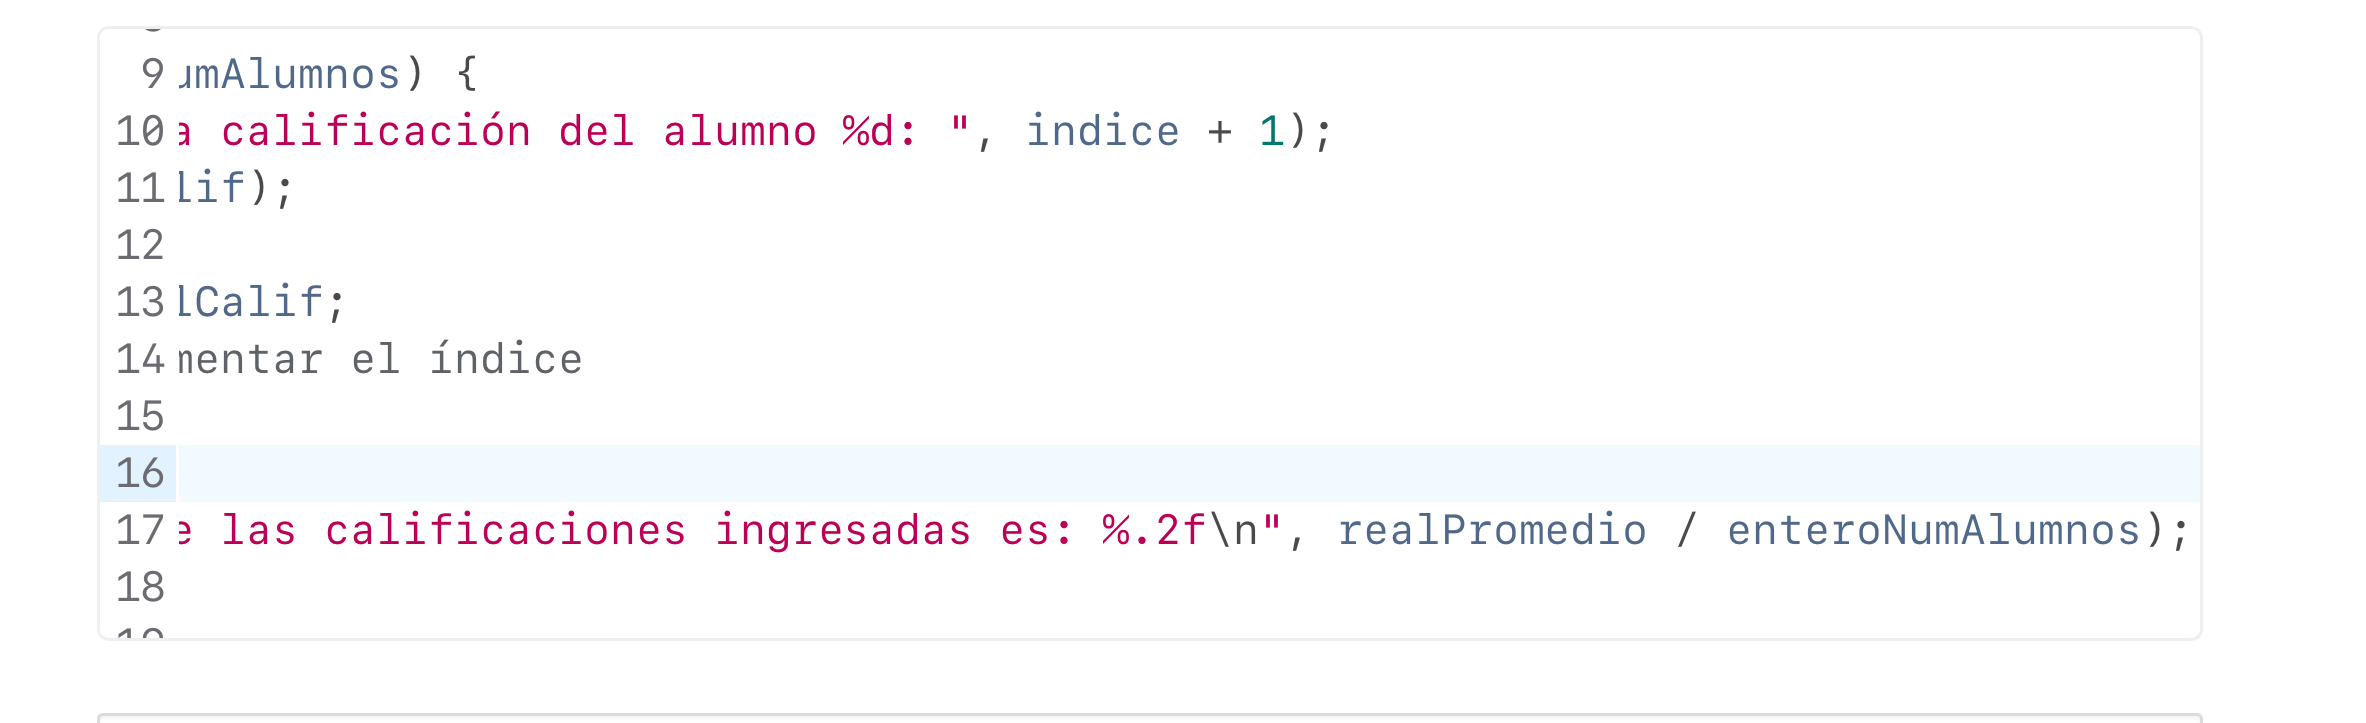 9 umAlumnos) {
10 a calificación del alumno %d: ", indice + 1);
11 lif);
12
13 lCalif;
14 mentar el índice
15
16
17 e las calificaciones ingresadas es: %.2f\n", realPromedio / enteroNumAlumnos);
18